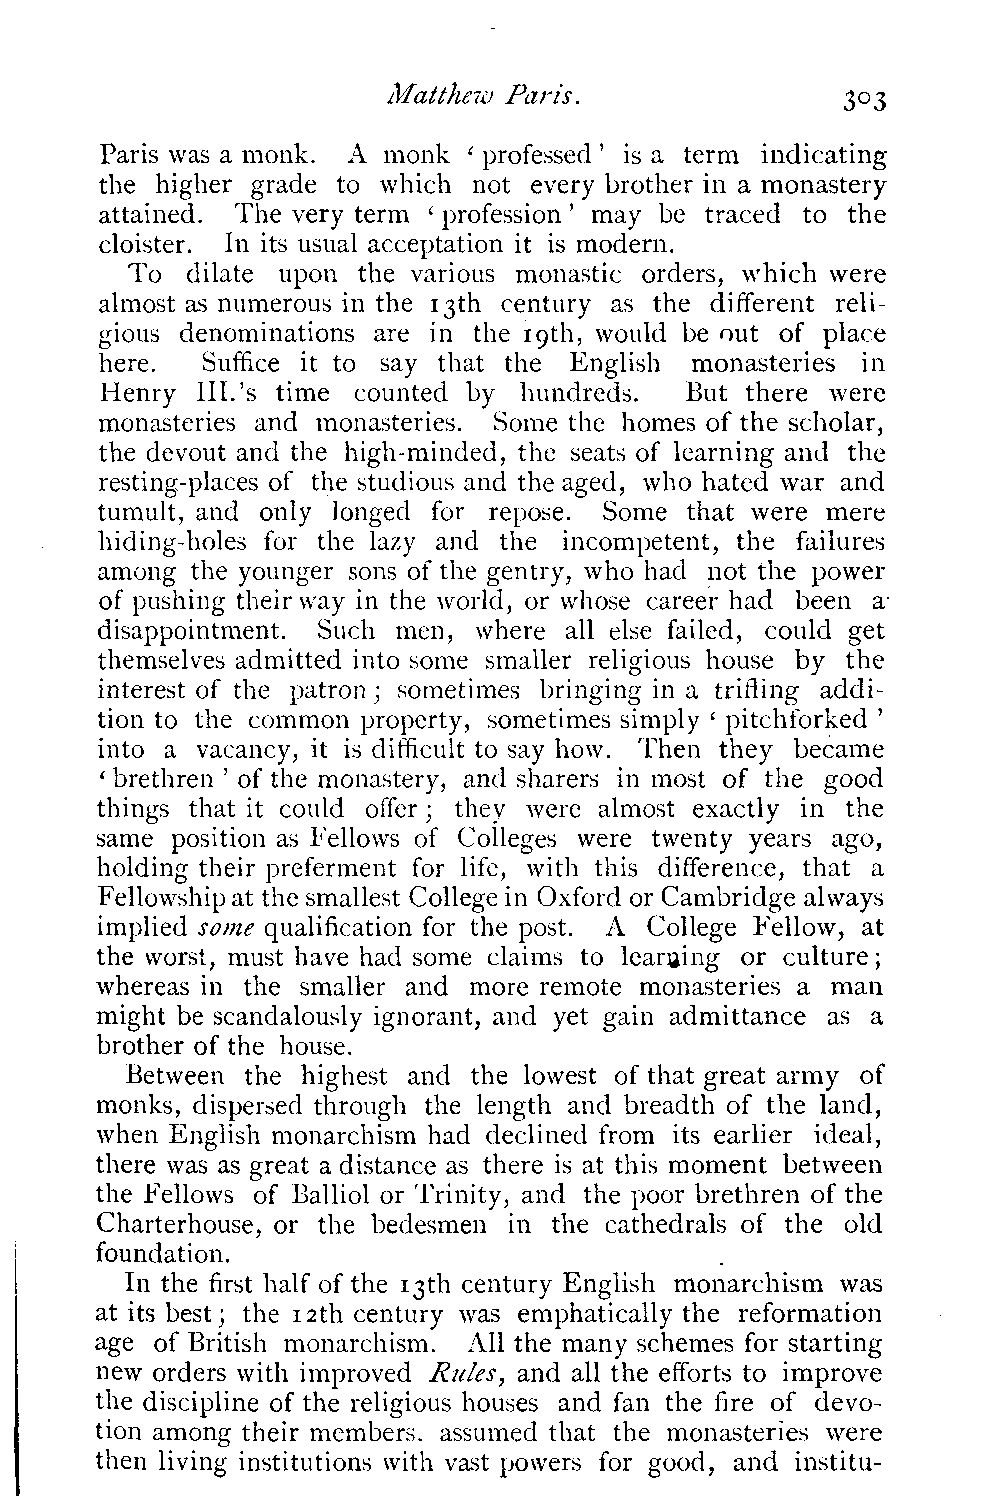 Matthew Paris. 303
Paris was a monk. A monk ‘ professed ’ is a term indicating
the higher grade to which not every brother in a monastery
attained. The very term ‘ profession ’ may be traced to the
cloister. In its usual acceptation it is modern.
To dilate upon the various monastic orders, which were
almost as numerous in the 13th century as the different reli-
gious denominations are in the 19th, would be out of place
here. Suffice it to say that the English monasteries in
Henry III.'s time counted by hundreds. But there were
monasteries and monasteries. Some the homes of the scholar,
the devout and the high-minded, the seats of learning and the
resting-places of the studious and the aged, who hated war and
tumult, and only longed for repose. Some that were mere
hiding-holes for the lazy and the incompetent, the failures
among the younger sons of the gentry, who had not the power
of pushing their way in the world, or whose career had been a
disappointment. Such men, where all else failed, could get
themselves admitted into some smaller religious house by the
interest of the patron ; sometimes bringing in a trifling addi-
tion to the common property, sometimes simply ‘ pitchforked ’
into a vacancy, it is difficult to say how. Then they became
‘ brethren ’ of the monastery, and sharers in most of the good
things that it could offer ; they were almost exactly in the
same position as Fellows of Colleges were twenty years ago,
holding their preferment for life, with this difference, that a
Fellowship at the smallest College in Oxford or Cambridge always
implied some qualification for the post. A College Fellow, at
the worst, must have had some claims to learning or culture ;
whereas in the smaller and more remote monasteries a man
might be scandalously ignorant, and yet gain admittance as a
brother of the house.
Between the highest and the lowest of that great army of
monks, dispersed through the length and breadth of the land,
when English monarchism had declined from its earlier ideal,
there was as great a distance as there is at this moment between
the Fellows of Balliol or Trinity, and the poor brethren of the
Charterhouse, or the bedesmen in the cathedrals of the old
foundation.
In the first half of the 13th century English monarchism was
at its best ; the 12th century was emphatically the reformation
age of British monarchism. All the many schemes for starting
new orders with improved Rules, and all the efforts to improve
the discipline of the religious houses and fan the fire of devo-
tion among their members. assumed that the monasteries were
then living institutions with vast powers for good, and institu-